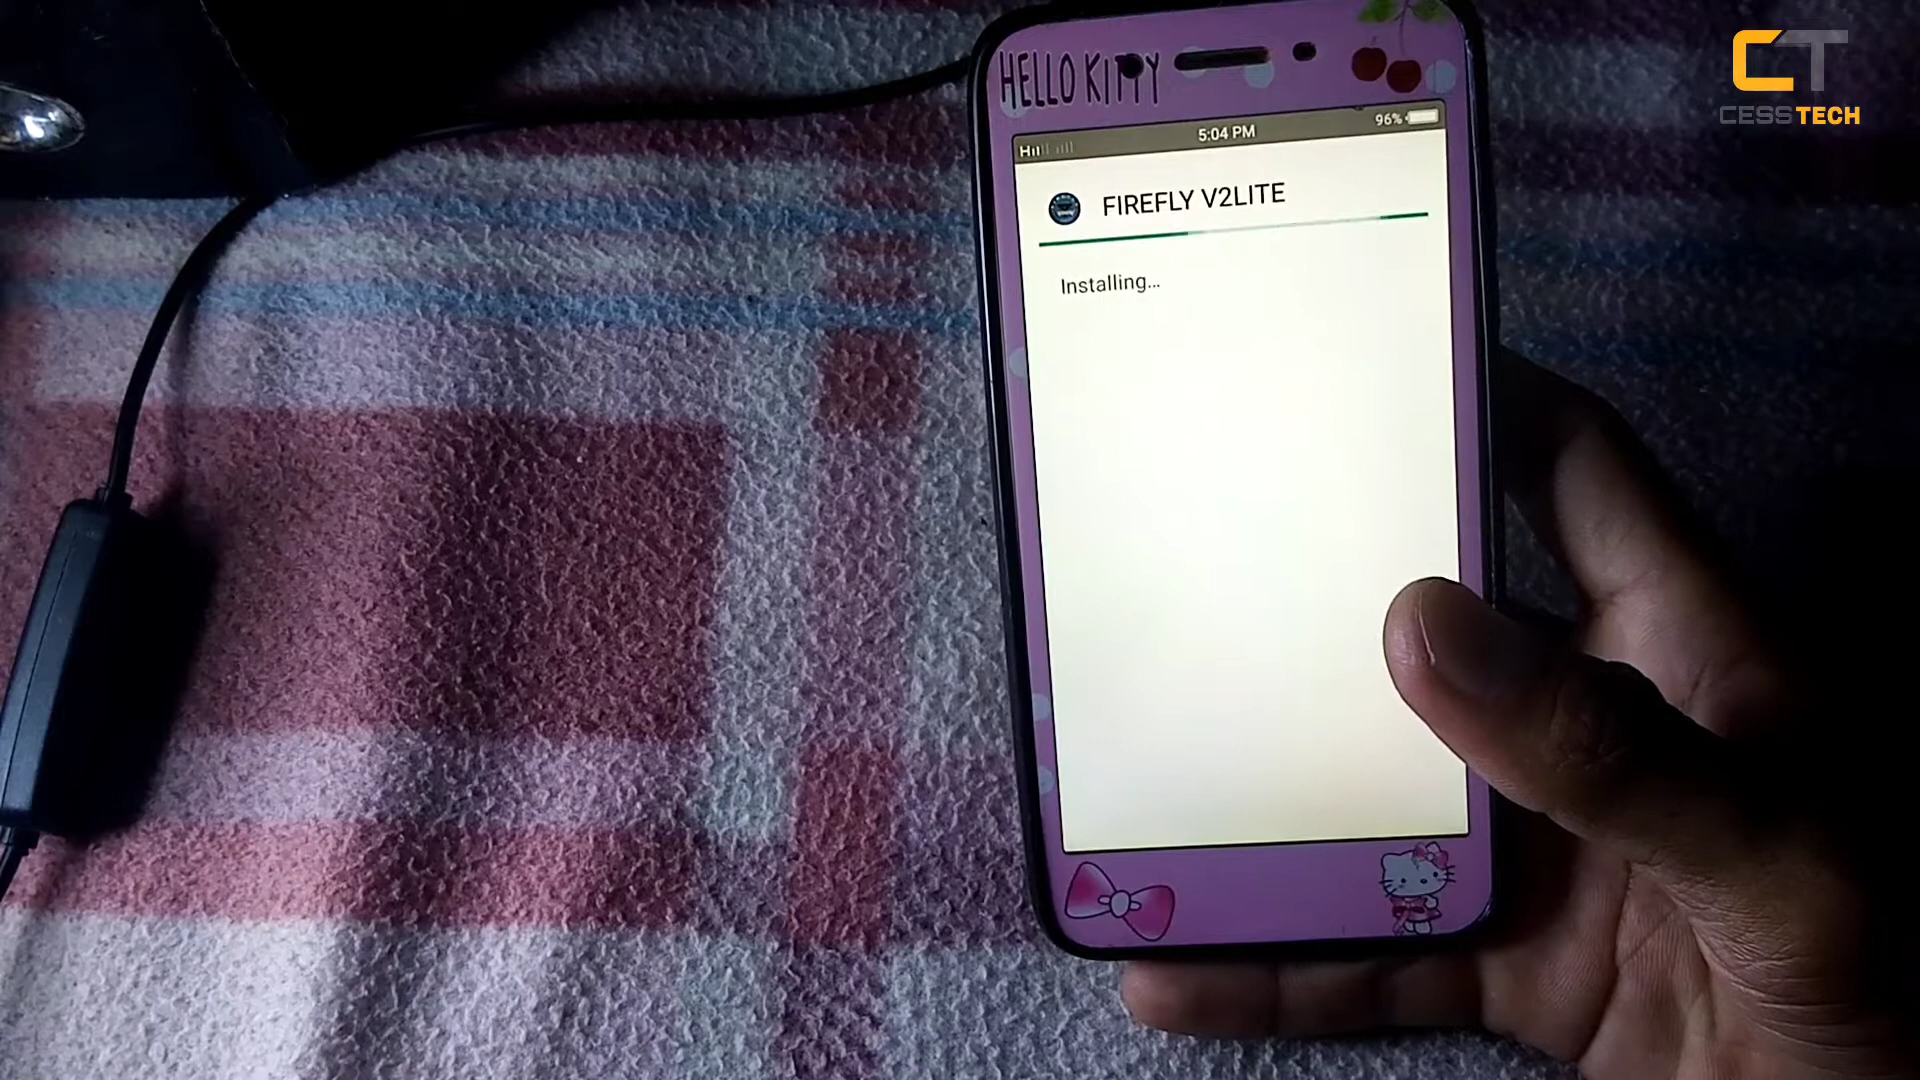 CT
CESSTECH
HELLO KITTY
H 5:04 PM 96%
FIREFLY V2LITE
Installing...